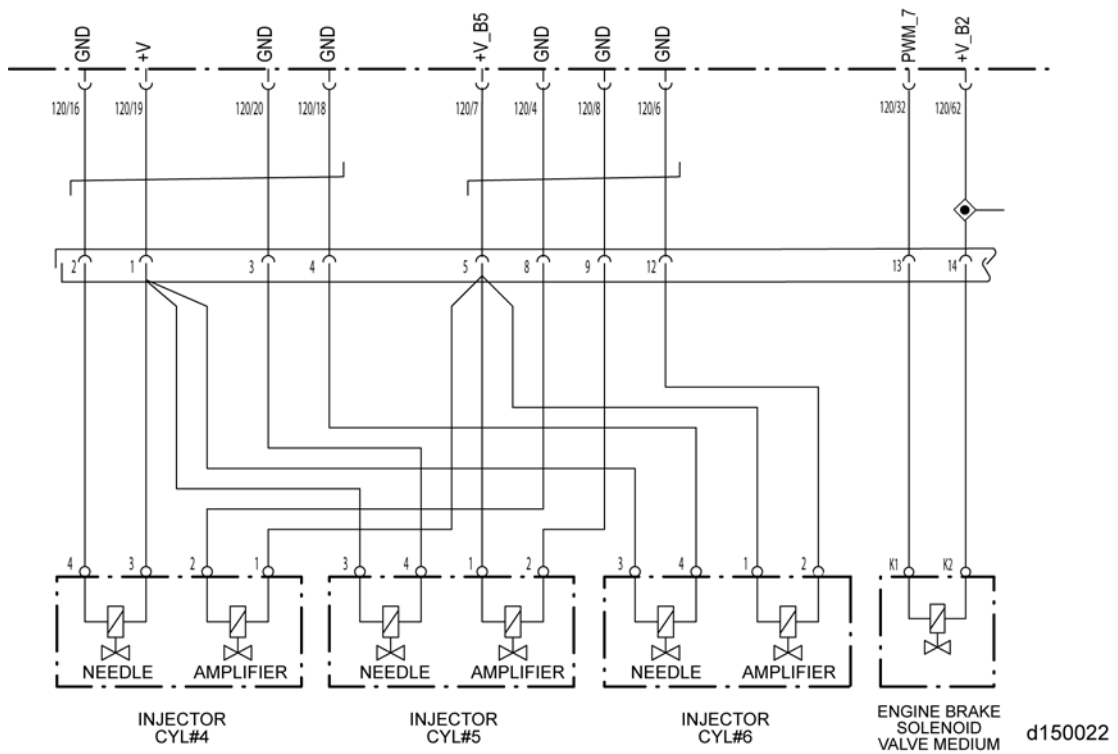 GND
+V
GND
GND
+V_B5
GND
GND
GND
PWM_7
+V_B2
120/16
120/19
120/20
120/18
120/7
120/4
120/8
120/6
120/32
120/62
2
1
3
4
5
8
9
12
13
14
4
3
2
1
3
4
1
2
3
4
1
2
K1
K2
NEEDLE
AMPLIFIER
NEEDLE
AMPLIFIER
NEEDLE
AMPLIFIER
INJECTOR
CYL#4
INJECTOR
CYL#5
INJECTOR
CYL#6
ENGINE BRAKE
SOLENOID
VALVE MEDIUM
d150022